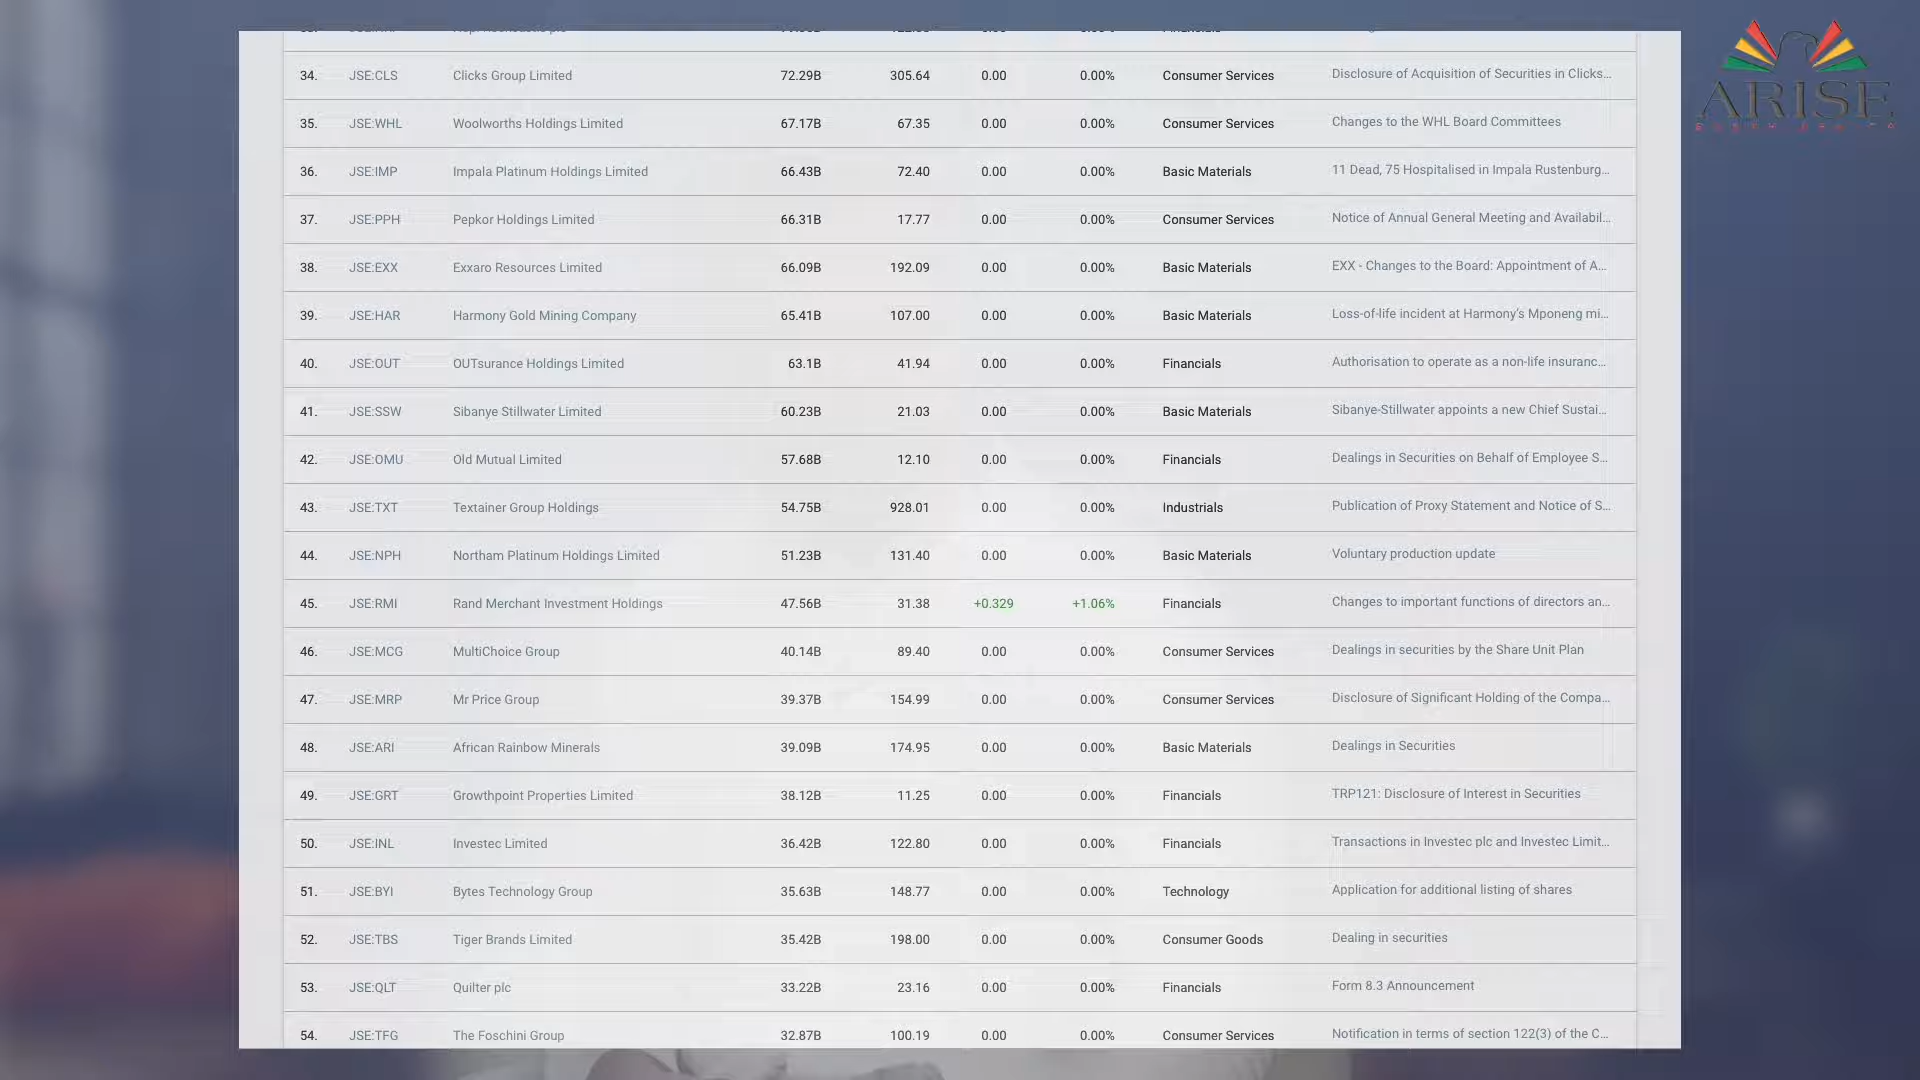 34. JSE:CLS Clicks Group Limited 72.29B 305.64 0.00 0.00% Consumer Services Disclosure of Acquisition of Securities in Clicks...
35. JSE:WHL Woolworths Holdings Limited 67.17B 67.35 0.00 0.00% Consumer Services Changes to the WHL Board Committees
36. JSE:IMP Impala Platinum Holdings Limited 66.43B 72.40 0.00 0.00% Basic Materials 11 Dead, 75 Hospitalised in Impala Rustenburg...
37. JSE:PPH Pepkor Holdings Limited 66.31B 17.77 0.00 0.00% Consumer Services Notice of Annual General Meeting and Availabil...
38. JSE:EXX Exxaro Resources Limited 66.09B 192.09 0.00 0.00% Basic Materials EXX - Changes to the Board: Appointment of A...
39. JSE:HAR Harmony Gold Mining Company 65.41B 107.00 0.00 0.00% Basic Materials Loss-of-life incident at Harmony's Mponeng mi...
40. JSE:OUT OUTsurance Holdings Limited 63.1B 41.94 0.00 0.00% Financials Authorisation to operate as a non-life insuranc...
41. JSE:SSW Sibanye Stillwater Limited 60.23B 21.03 0.00 0.00% Basic Materials Sibanye-Stillwater appoints a new Chief Sustai...
42. JSE:OMU Old Mutual Limited 57.68B 12.10 0.00 0.00% Financials Dealings in Securities on Behalf of Employee S...
43. JSE:TXT Textainer Group Holdings 54.75B 928.01 0.00 0.00% Industrials Publication of Proxy Statement and Notice of S...
44. JSE:NPH Northam Platinum Holdings Limited 51.23B 131.40 0.00 0.00% Basic Materials Voluntary production update
45. JSE:RMI Rand Merchant Investment Holdings 47.56B 31.38 +0.329 +1.06% Financials Changes to important functions of directors an...
46. JSE:MCG MultiChoice Group 40.14B 89.40 0.00 0.00% Consumer Services Dealings in securities by the Share Unit Plan
47. JSE:MRP Mr Price Group 39.37B 154.99 0.00 0.00% Consumer Services Disclosure of Significant Holding of the Compa...
48. JSE:ARI African Rainbow Minerals 39.09B 174.95 0.00 0.00% Basic Materials Dealings in Securities
49. JSE:GRT Growthpoint Properties Limited 38.12B 11.25 0.00 0.00% Financials TRP121: Disclosure of Interest in Securities
50. JSE:INL Investec Limited 36.42B 122.80 0.00 0.00% Financials Transactions in Investec plc and Investec Limit...
51. JSE:BYI Bytes Technology Group 35.63B 148.77 0.00 0.00% Technology Application for additional listing of shares
52. JSE:TBS Tiger Brands Limited 35.42B 198.00 0.00 0.00% Consumer Goods Dealing in securities
53. JSE:QLT Quilter plc 33.22B 23.16 0.00 0.00% Financials Form 8.3 Announcement
54. JSE:TFG The Foschini Group 32.87B 100.19 0.00 0.00% Consumer Services Notification in terms of section 122(3) of the C...
ARISE